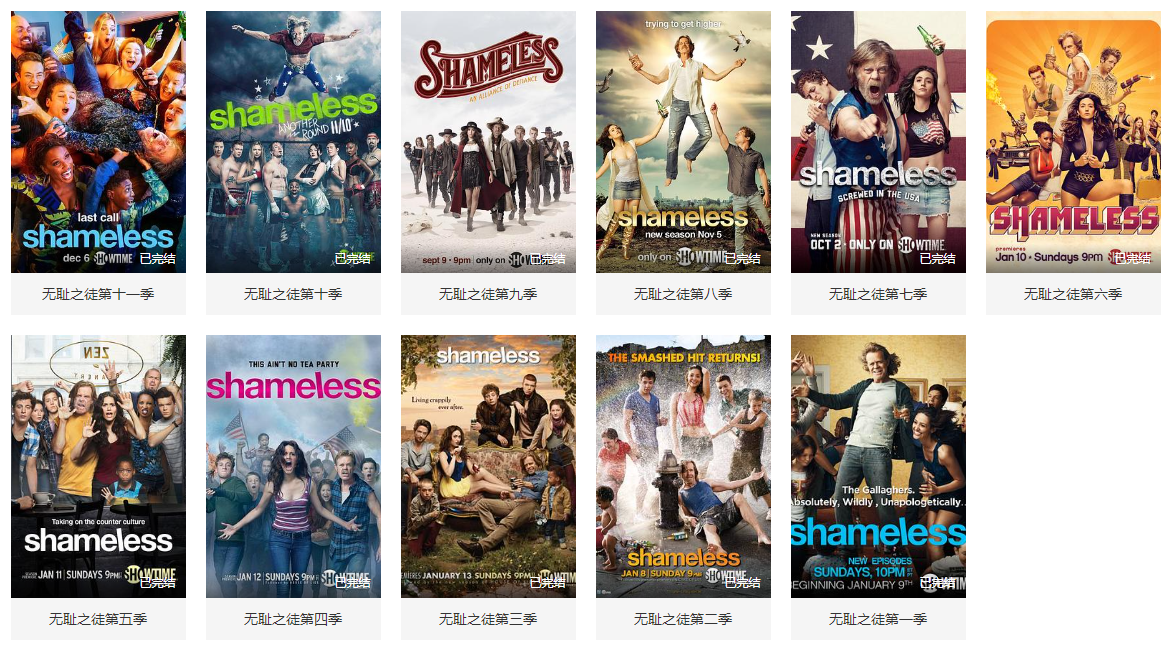 last call
shameless
dec 6 SHOWTIME
已完结
无耻之徒第十一季
shameless
ANOTHER ROUND 11/10
已完结
无耻之徒第十季
SHAMELESS
AN ALLIANCE OF DEFIANCE
sept 9 • 9pm only on
已完结
无耻之徒第九季
trying to get higher
shameless
new season Nov 5
only on SHOWTIME
已完结
无耻之徒第八季
shameless
SCREWED IN THE USA
NEW SEASON
OCT 2 • ONLY ON SHOWTIME
已完结
无耻之徒第七季
SHAMELESS
premieres
Jan 10 • Sundays 9PM
已完结
无耻之徒第六季
ZEN
Taking on the counter culture
shameless
JAN 11 | SUNDAYS 9PM SHOWTIME
已完结
无耻之徒第五季
THIS AIN'T NO TEA PARTY
shameless
JAN 12 | SUNDAYS 9PM SHOWTIME
已完结
无耻之徒第四季
shameless
Living crappily
ever after.
JANUARY 13 SUNDAYS 9PM
已完结
无耻之徒第三季
THE SMASHED HIT RETURNS!
shameless
JAN 8 | SUNDAY 9PM SHOWTIME
已完结
无耻之徒第二季
The Gallaghers.
Absolutely, Wildly, Unapologetically...
shameless
NEW EPISODES
SUNDAYS, 10PM
BEGINNING JANUARY 9TH
已完结
无耻之徒第一季